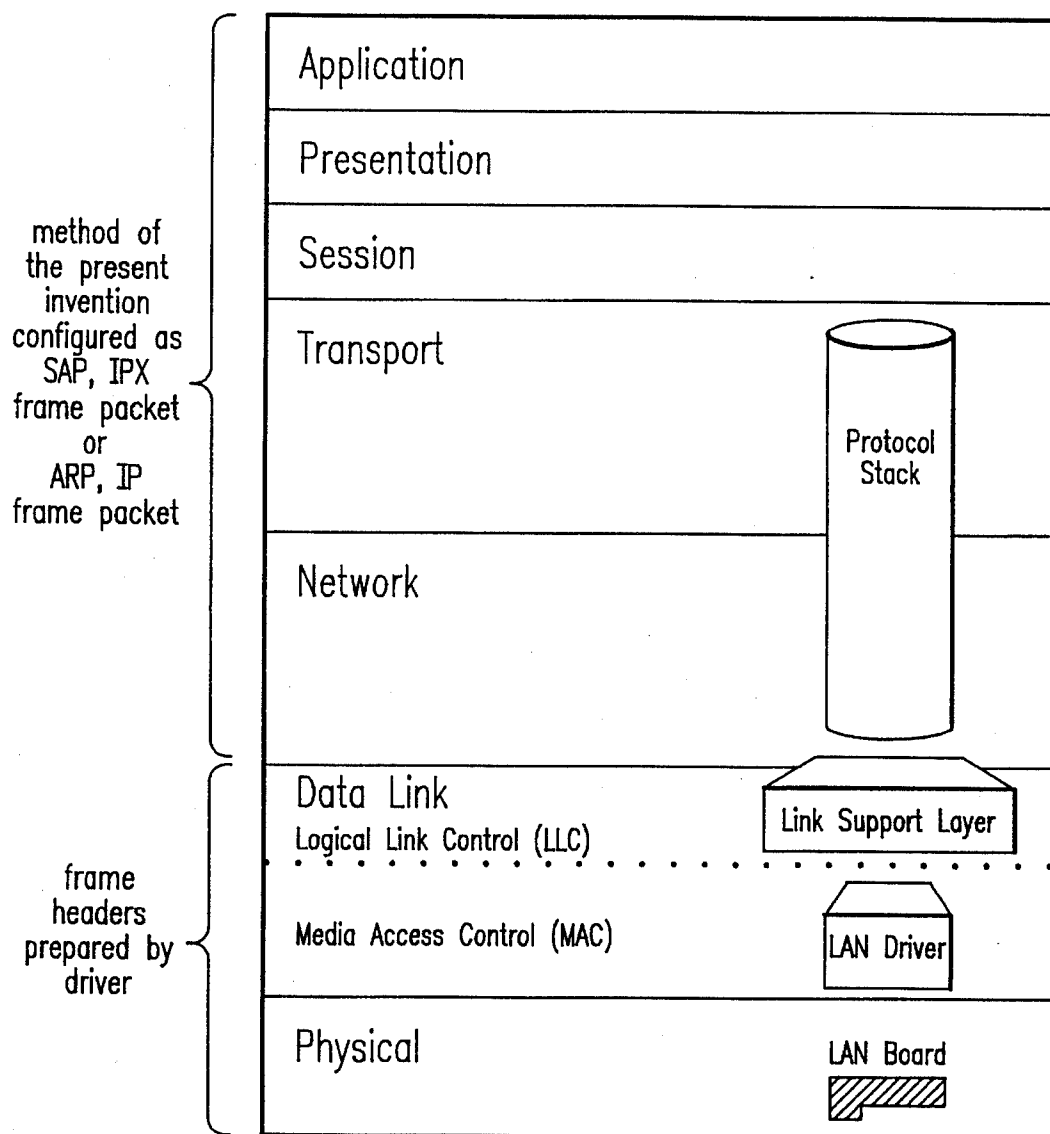 Application
Presentation
Session
method of
the present
invention
configured as
SAP, IPX
frame packet
or
ARP, IP
frame packet
Transport
Protocol
Stack
Network
Data Link
Logical Link Control (LLC)
Link Support Layer
frame
headers
prepared by
driver
Media Access Control (MAC)
LAN Driver
Physical
LAN Board